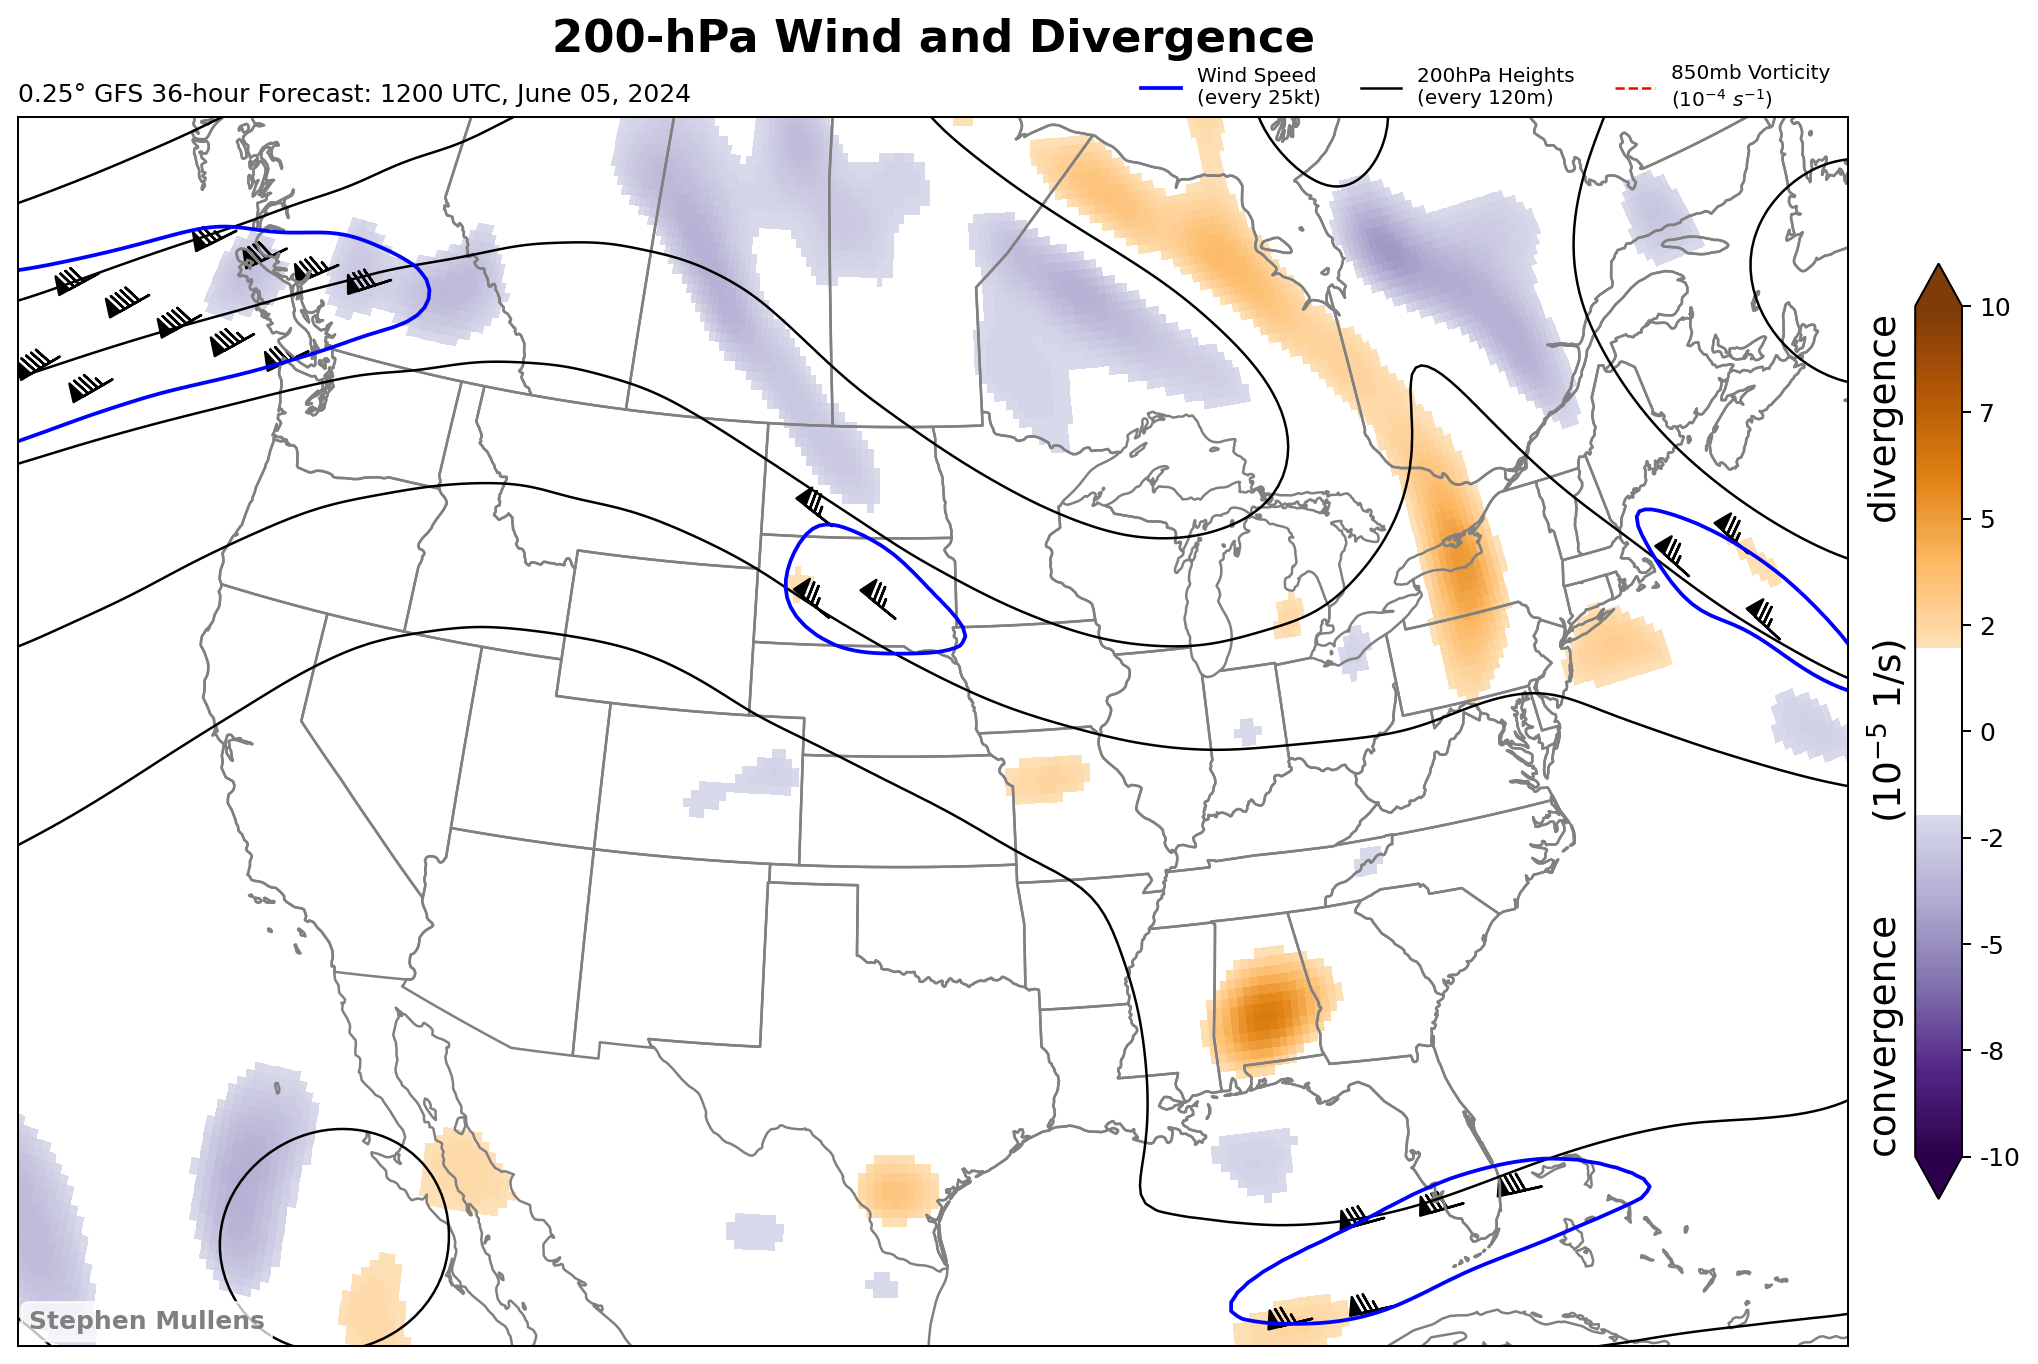 200-hPa Wind and Divergence
0.25° GFS 36-hour Forecast: 1200 UTC, June 05, 2024
Wind Speed
(every 25kt)
200hPa Heights
(every 120m)
850mb Vorticity
(10⁻⁴ s⁻¹)
10
7
5
2
0
-2
-5
-8
-10
convergence (10⁻⁵ 1/s) divergence
Stephen Mullens